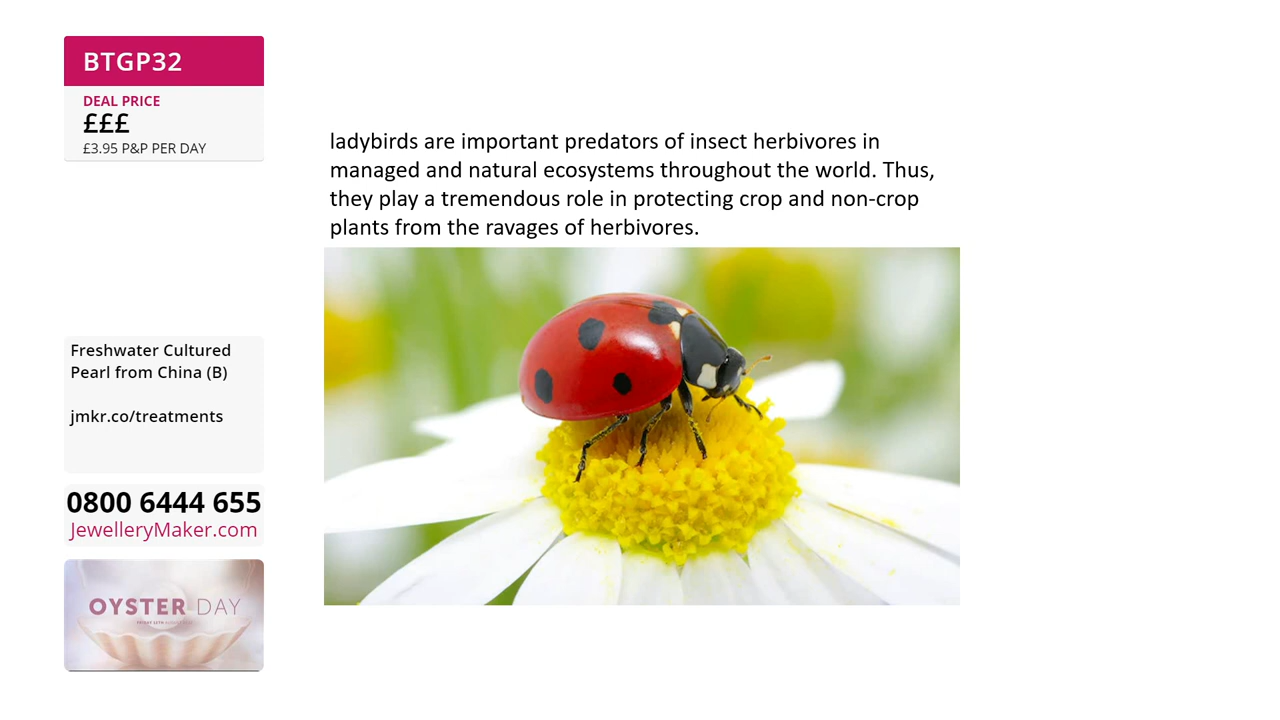 BTGP32
DEAL PRICE
£££
£3.95 P&P PER DAY
ladybirds are important predators of insect herbivores in
managed and natural ecosystems throughout the world. Thus,
they play a tremendous role in protecting crop and non-crop
plants from the ravages of herbivores.
Freshwater Cultured
Pearl from China (B)
jmkr.co/treatments
0800 6444 655
JewelleryMaker.com
OYSTER DAY